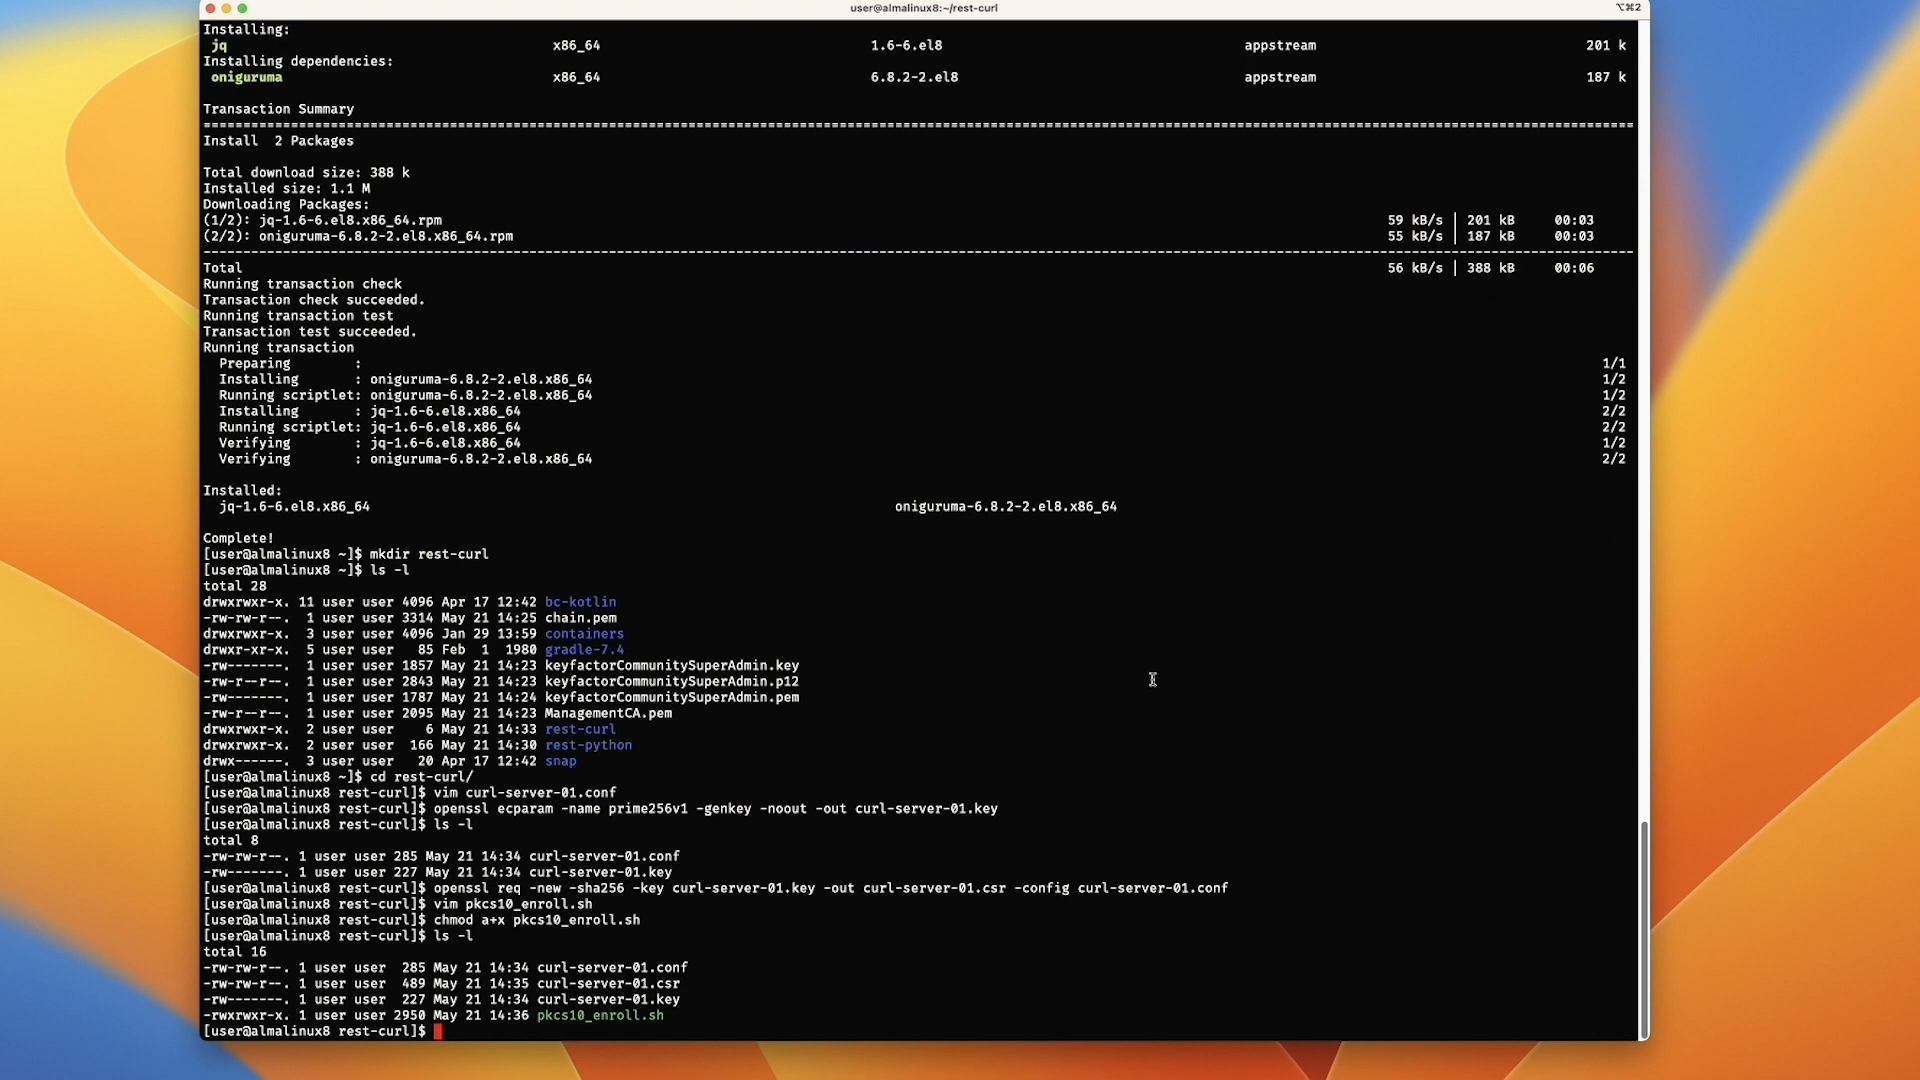 user@almalinux8:~/rest-curl ⌥⌘2
Installing:
jq x86_64 1.6-6.el8 appstream 201 k
Installing dependencies:
oniguruma x86_64 6.8.2-2.el8 appstream 187 k
Transaction Summary
================================================================================
Install  2 Packages
Total download size: 388 k
Installed size: 1.1 M
Downloading Packages:
(1/2): jq-1.6-6.el8.x86_64.rpm 59 kB/s | 201 kB 00:03
(2/2): oniguruma-6.8.2-2.el8.x86_64.rpm 55 kB/s | 187 kB 00:03
--------------------------------------------------------------------------------
Total 56 kB/s | 388 kB 00:06
Running transaction check
Transaction check succeeded.
Running transaction test
Transaction test succeeded.
Running transaction
Preparing : 1/1
Installing : oniguruma-6.8.2-2.el8.x86_64 1/2
Running scriptlet: oniguruma-6.8.2-2.el8.x86_64 1/2
Installing : jq-1.6-6.el8.x86_64 2/2
Running scriptlet: jq-1.6-6.el8.x86_64 2/2
Verifying : jq-1.6-6.el8.x86_64 1/2
Verifying : oniguruma-6.8.2-2.el8.x86_64 2/2
Installed:
jq-1.6-6.el8.x86_64 oniguruma-6.8.2-2.el8.x86_64
Complete!
[user@almalinux8 ~]$ mkdir rest-curl
[user@almalinux8 ~]$ ls -l
total 28
drwxrwxr-x. 11 user user 4096 Apr 17 12:42 bc-kotlin
-rw-rw-r--. 1 user user 3314 May 21 14:25 chain.pem
drwxrwxr-x. 3 user user 4096 Jan 29 13:59 containers
drwxr-xr-x. 5 user user 85 Feb 1 1980 gradle-7.4
-rw-------. 1 user user 1857 May 21 14:23 keyfactorCommunitySuperAdmin.key
-rw-r--r--. 1 user user 2843 May 21 14:23 keyfactorCommunitySuperAdmin.p12
-rw-------. 1 user user 1787 May 21 14:24 keyfactorCommunitySuperAdmin.pem
-rw-r--r--. 1 user user 2095 May 21 14:23 ManagementCA.pem
drwxrwxr-x. 2 user user 6 May 21 14:33 rest-curl
drwxrwxr-x. 2 user user 166 May 21 14:30 rest-python
drwx------. 3 user user 20 Apr 17 12:42 snap
[user@almalinux8 ~]$ cd rest-curl/
[user@almalinux8 rest-curl]$ vim curl-server-01.conf
[user@almalinux8 rest-curl]$ openssl ecparam -name prime256v1 -genkey -noout -out curl-server-01.key
[user@almalinux8 rest-curl]$ ls -l
total 8
-rw-rw-r--. 1 user user 285 May 21 14:34 curl-server-01.conf
-rw-------. 1 user user 227 May 21 14:34 curl-server-01.key
[user@almalinux8 rest-curl]$ openssl req -new -sha256 -key curl-server-01.key -out curl-server-01.csr -config curl-server-01.conf
[user@almalinux8 rest-curl]$ vim pkcs10_enroll.sh
[user@almalinux8 rest-curl]$ chmod a+x pkcs10_enroll.sh
[user@almalinux8 rest-curl]$ ls -l
total 16
-rw-rw-r--. 1 user user 285 May 21 14:34 curl-server-01.conf
-rw-rw-r--. 1 user user 489 May 21 14:35 curl-server-01.csr
-rw-------. 1 user user 227 May 21 14:34 curl-server-01.key
-rwxrwxr-x. 1 user user 2950 May 21 14:36 pkcs10_enroll.sh
[user@almalinux8 rest-curl]$